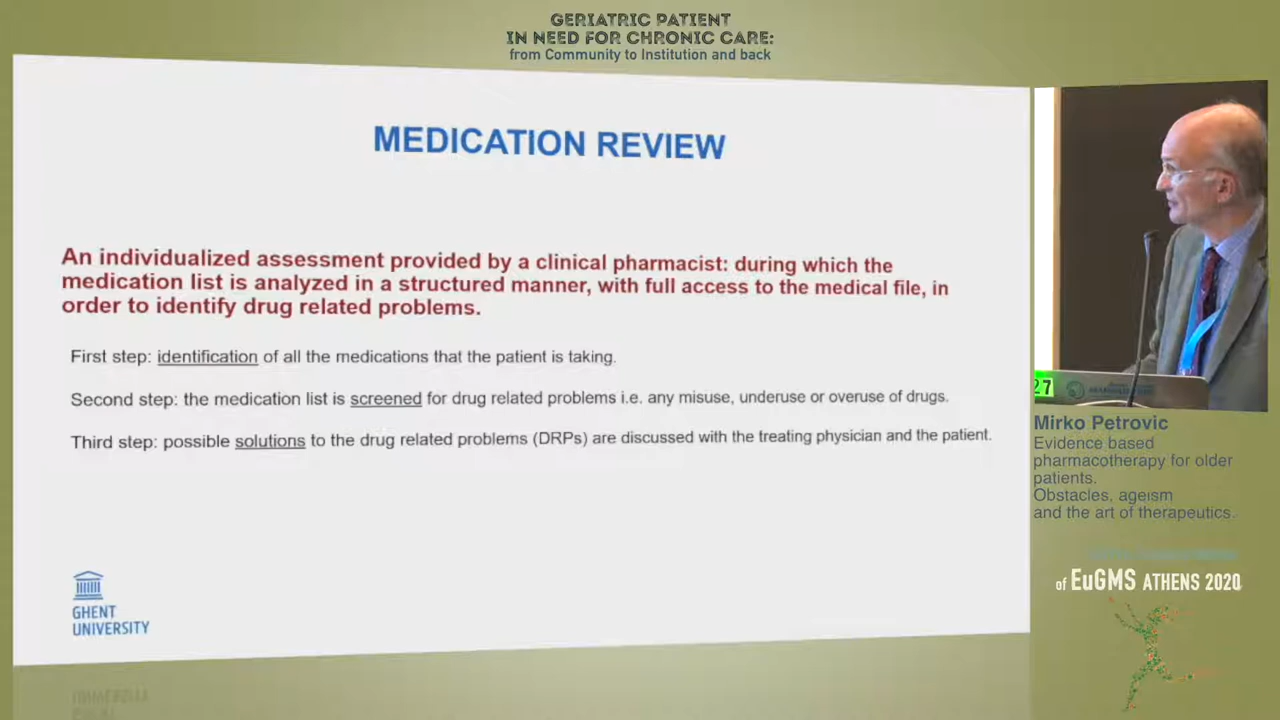 GERIATRIC PATIENT
IN NEED FOR CHRONIC CARE:
from Community to Institution and back
MEDICATION REVIEW
An individualized assessment provided by a clinical pharmacist: during which the
medication list is analyzed in a structured manner, with full access to the medical file, in
order to identify drug related problems.
First step: identification of all the medications that the patient is taking.
Second step: the medication list is screened for drug related problems i.e. any misuse, underuse or overuse of drugs.
Third step: possible solutions to the drug related problems (DRPs) are discussed with the treating physician and the patient.
GHENT
UNIVERSITY
27
Mirko Petrovic
Evidence based
pharmacotherapy for older
patients.
Obstacles, ageism
and the art of therapeutics.
of EuGMS ATHENS 2020